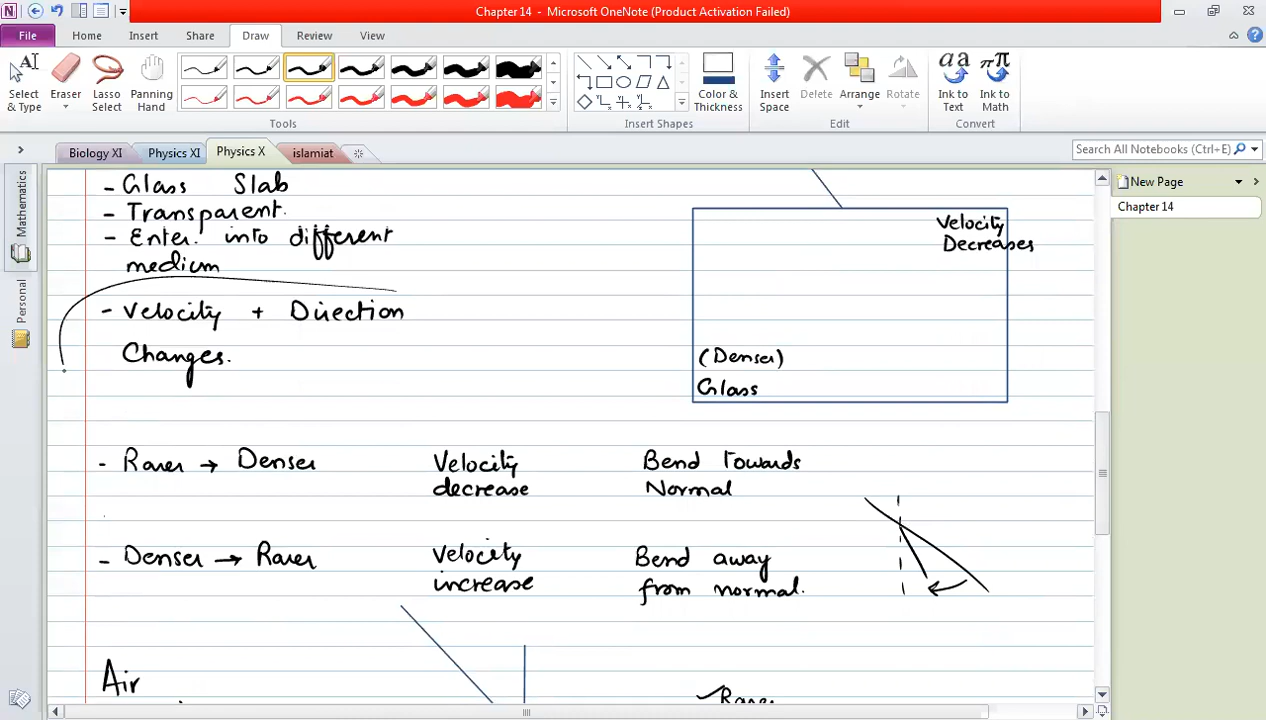 Chapter 14 - Microsoft OneNote (Product Activation Failed)
File Home Insert Share Draw Review View
Select & Type
Eraser
Lasso Select
Panning Hand
Color & Thickness
Insert Space
Delete
Arrange
Rotate
Ink to Text
Ink to Math
Tools
Insert Shapes
Edit
Convert
Biology XI Physics XI Physics X islamiat
Search All Notebooks (Ctrl+E)
New Page
Chapter 14
Mathematics
Personal
- Glass Slab
- Transparent.
- Enter. into different
medium
- Velocity + Direction
Changes.
Velocity
Decreases
(Denser)
Glass
- Rarer → Denser Velocity decrease Bend towards Normal
- Denser → Rarer Velocity increase Bend away from normal.
Air
Rarer